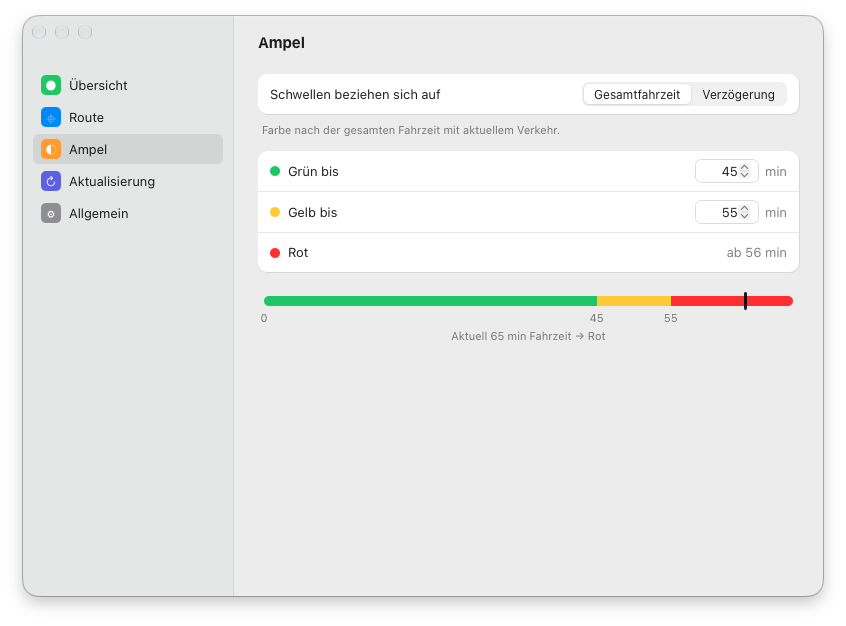 Ampel
Übersicht
Route
Ampel
Aktualisierung
Allgemein
Schwellen beziehen sich auf Gesamtfahrzeit Verzögerung
Farbe nach der gesamten Fahrzeit mit aktuellem Verkehr.
Grün bis 45 min
Gelb bis 55 min
Rot ab 56 min
0 45 55
Aktuell 65 min Fahrzeit → Rot